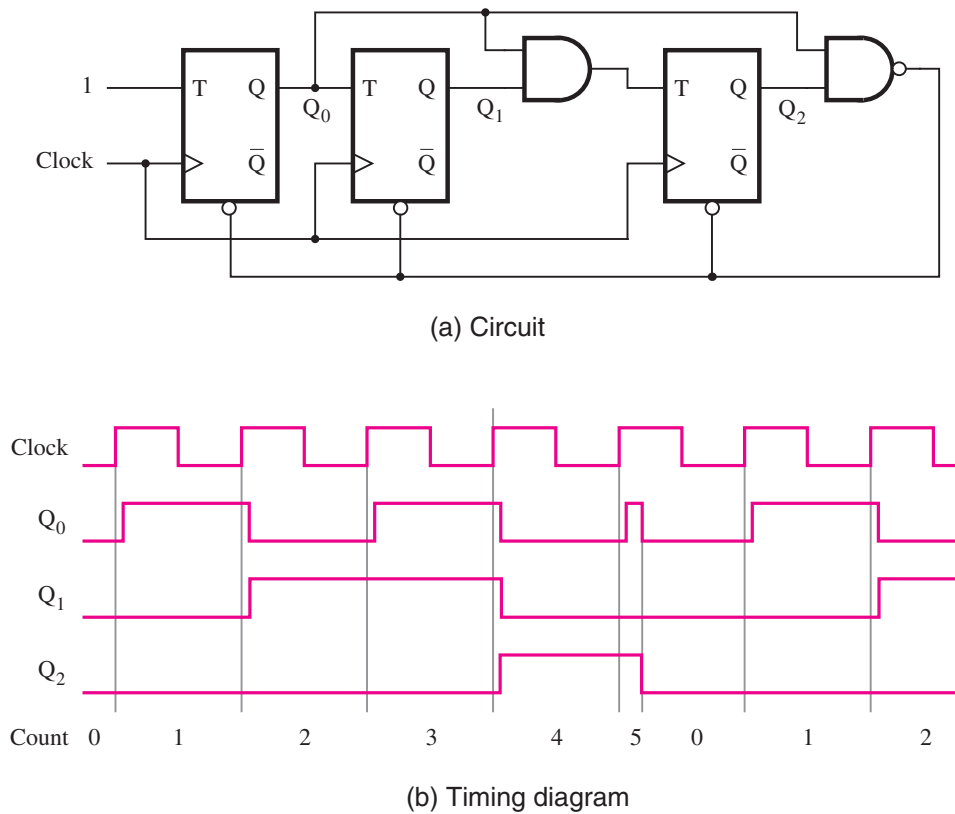 1 T Q Q₀ T Q Q₁ T Q Q₂
Clock Q̅ Q̅ Q̅
(a) Circuit
Clock
Q₀
Q₁
Q₂
Count 0 1 2 3 4 5 0 1 2
(b) Timing diagram